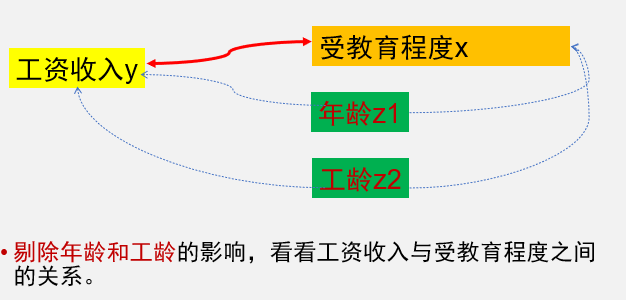 工资收入y
受教育程度x
年龄z1
工龄z2
•剔除年龄和工龄的影响，看看工资收入与受教育程度之间
的关系。